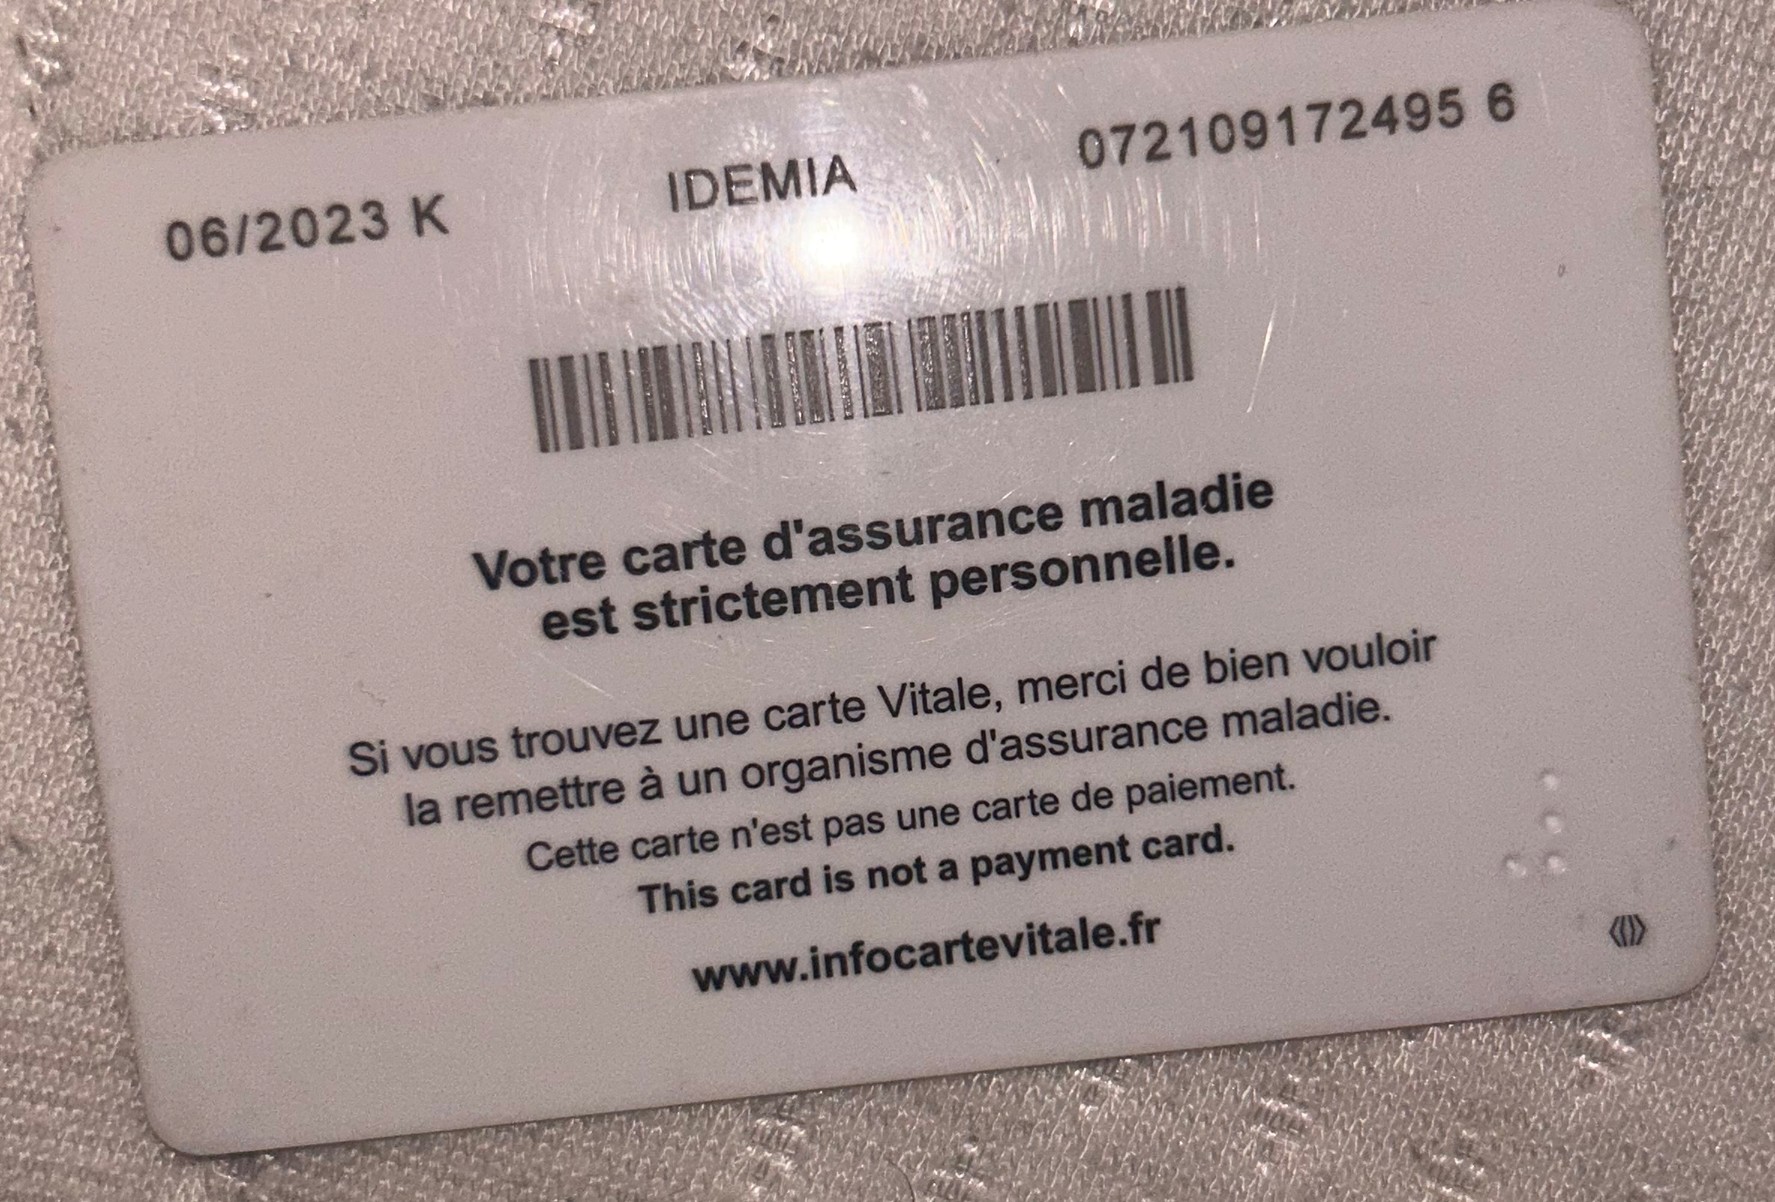 06/2023 K
IDEMIA
072109172495 6
Votre carte d'assurance maladie
est strictement personnelle.
Si vous trouvez une carte Vitale, merci de bien vouloir
la remettre à un organisme d'assurance maladie.
Cette carte n'est pas une carte de paiement.
This card is not a payment card.
www.infocartevitale.fr